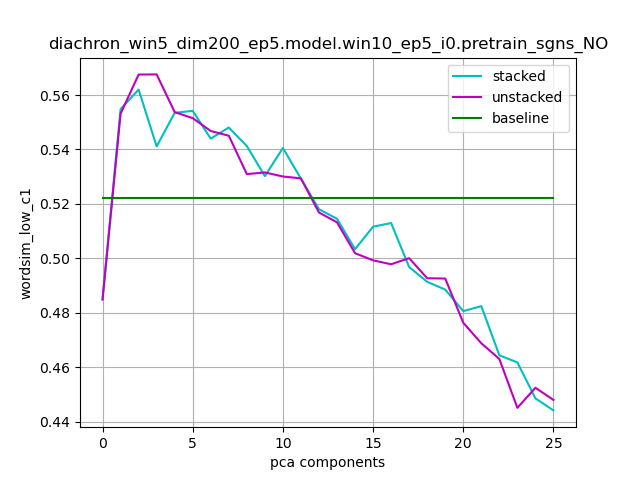 diachron_win5_dim200_ep5.model.win10_ep5_i0.pretrain_sgns_NO
stacked
unstacked
baseline
0.56
0.54
0.52
0.50
0.48
0.46
0.44
wordsim_low_c1
0
5
10
15
20
25
pca components